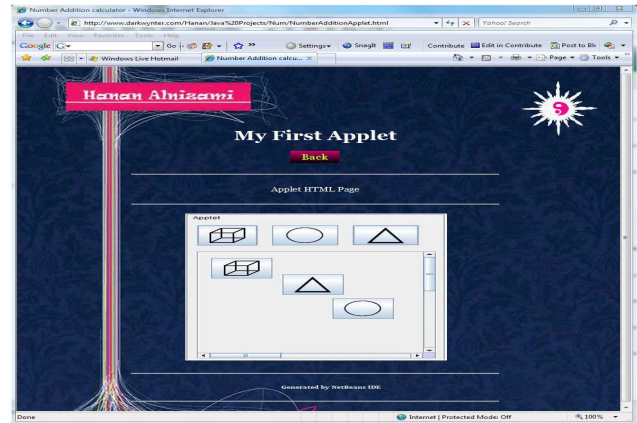 Number Addition calculator - Windows Internet Explorer
http://www.darkwynter.com/Hanan/Java%20Projects/Num/NumberAdditionApplet.html
Yahoo! Search
File Edit View Favorites Tools Help
Google G Go Settings SnagIt Contribute Edit in Contribute Post to Bl
Windows Live Hotmail Number Addition calcu... Page Tools
Hanan Alnizami
9
My First Applet
Back
Applet HTML Page
Applet
Generated by NetBeans IDE
Done Internet | Protected Mode: Off 100%